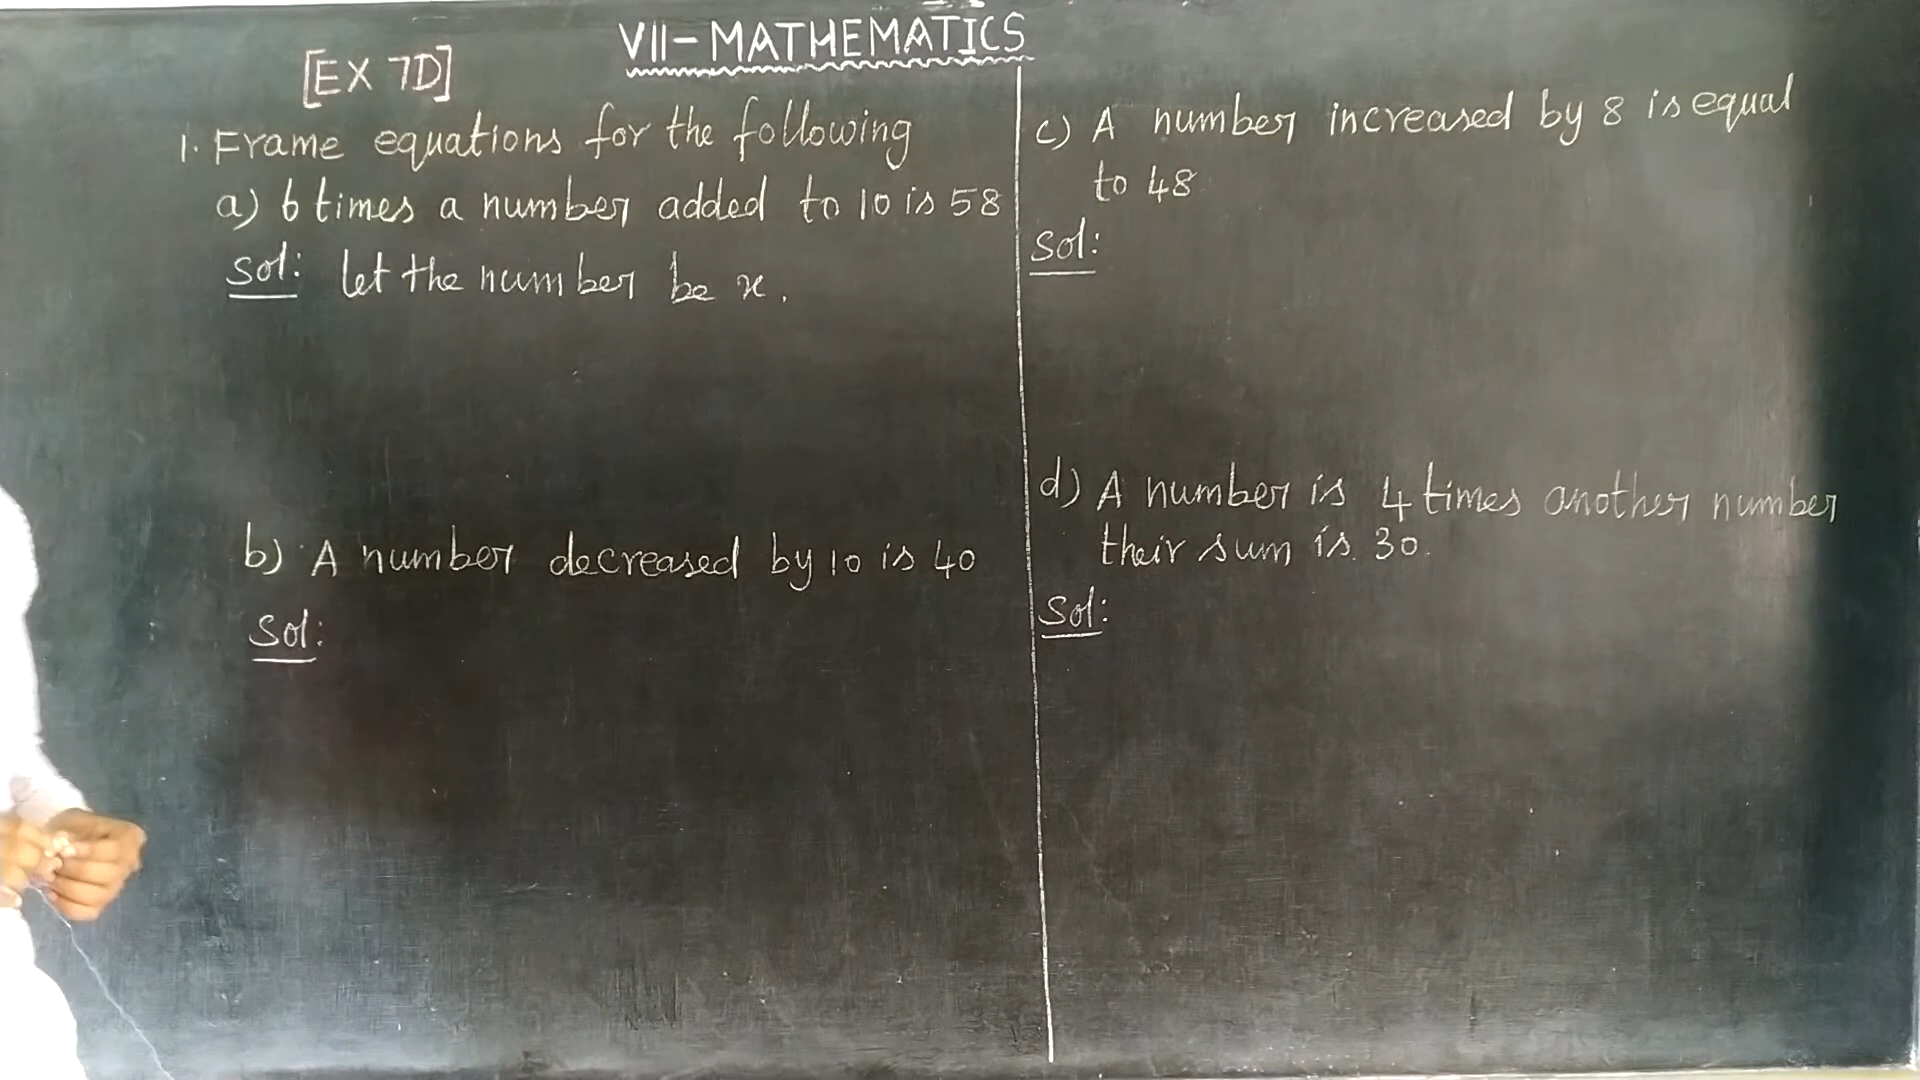 VII-MATHEMATICS
[EX 7D]
1. Frame equations for the following
a) 6 times a number added to 10 is 58
Sol: let the number be x.
b) A number decreased by 10 is 40
Sol:
c) A number increased by 8 is equal
to 48
Sol:
d) A number is 4 times another number
their sum is 30.
Sol: